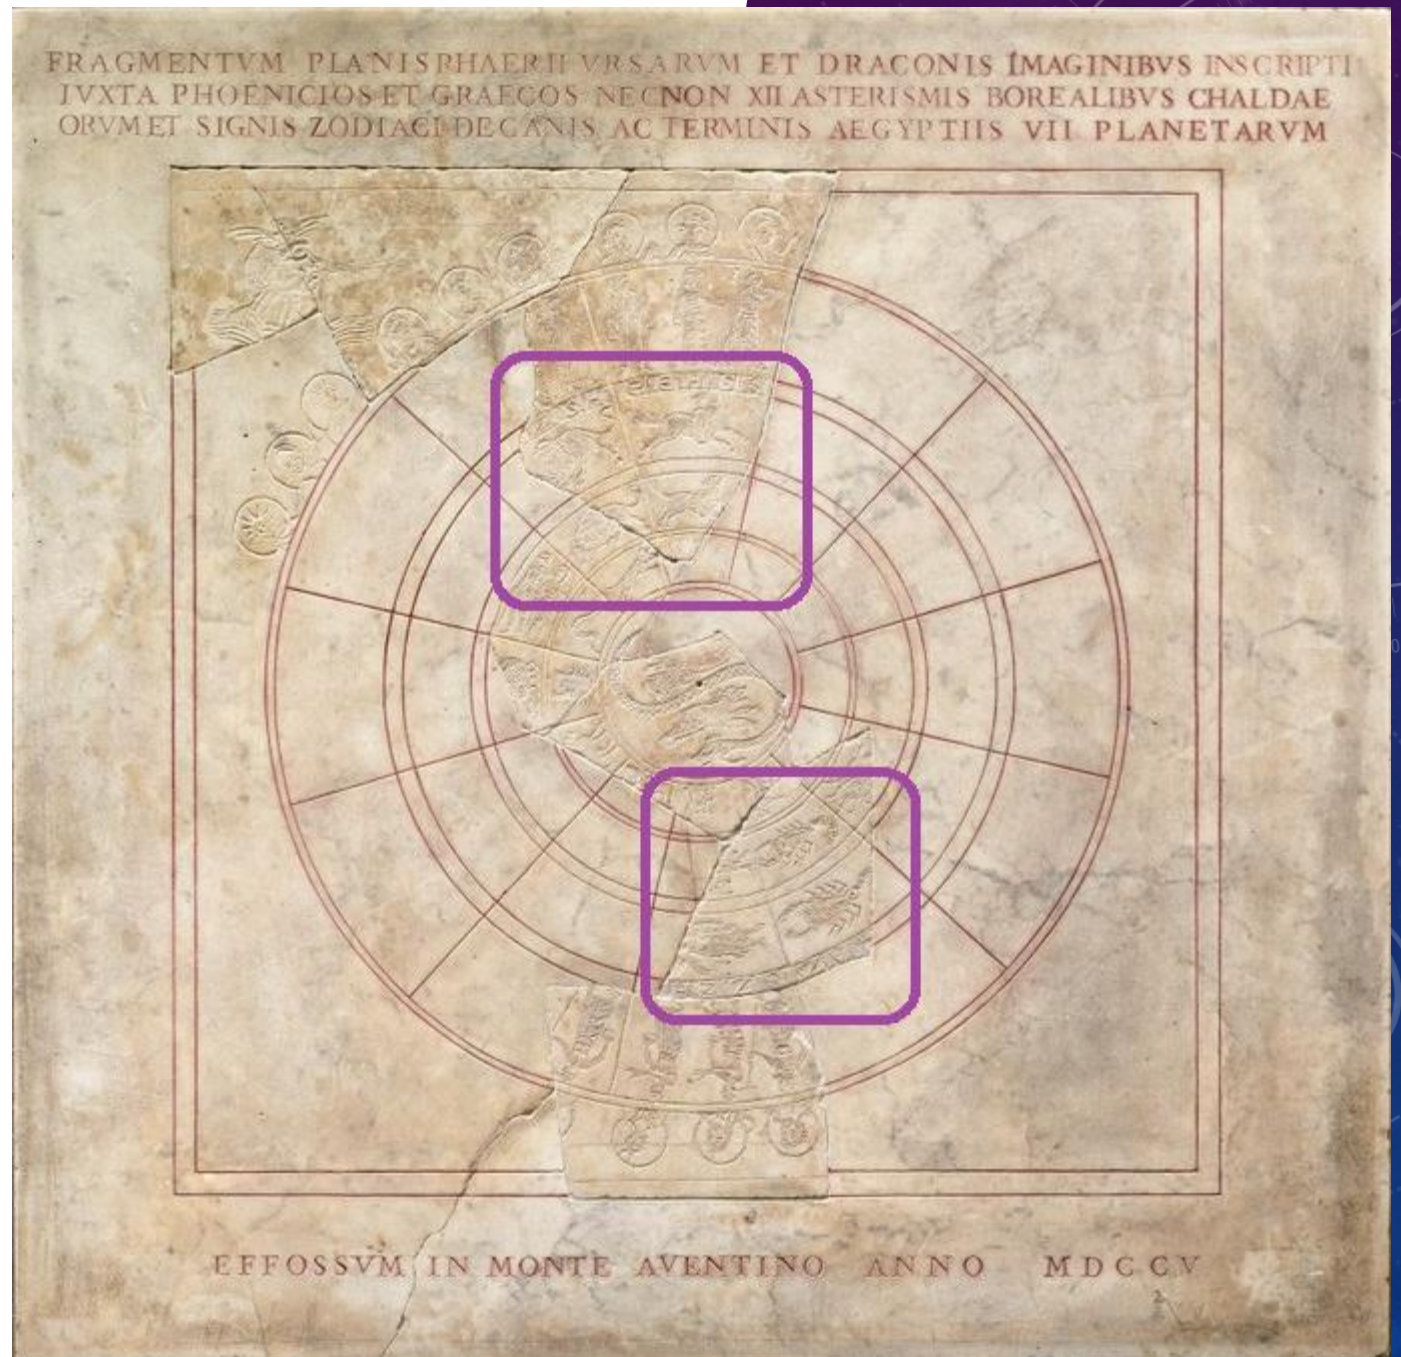 FRAGMENTVM PLANISPHAERII VRSARVM ET DRACONIS IMAGINIBVS INSCRIPTI
IVXTA PHOENICIOS ET GRAECOS NECNON XII ASTERISMIS BOREALIBVS CHALDAE
ORVM ET SIGNIS ZODIACI DECANIS AC TERMINIS AEGYPTIIS VII PLANETARVM
EFFOSSVM IN MONTE AVENTINO ANNO MDCCV